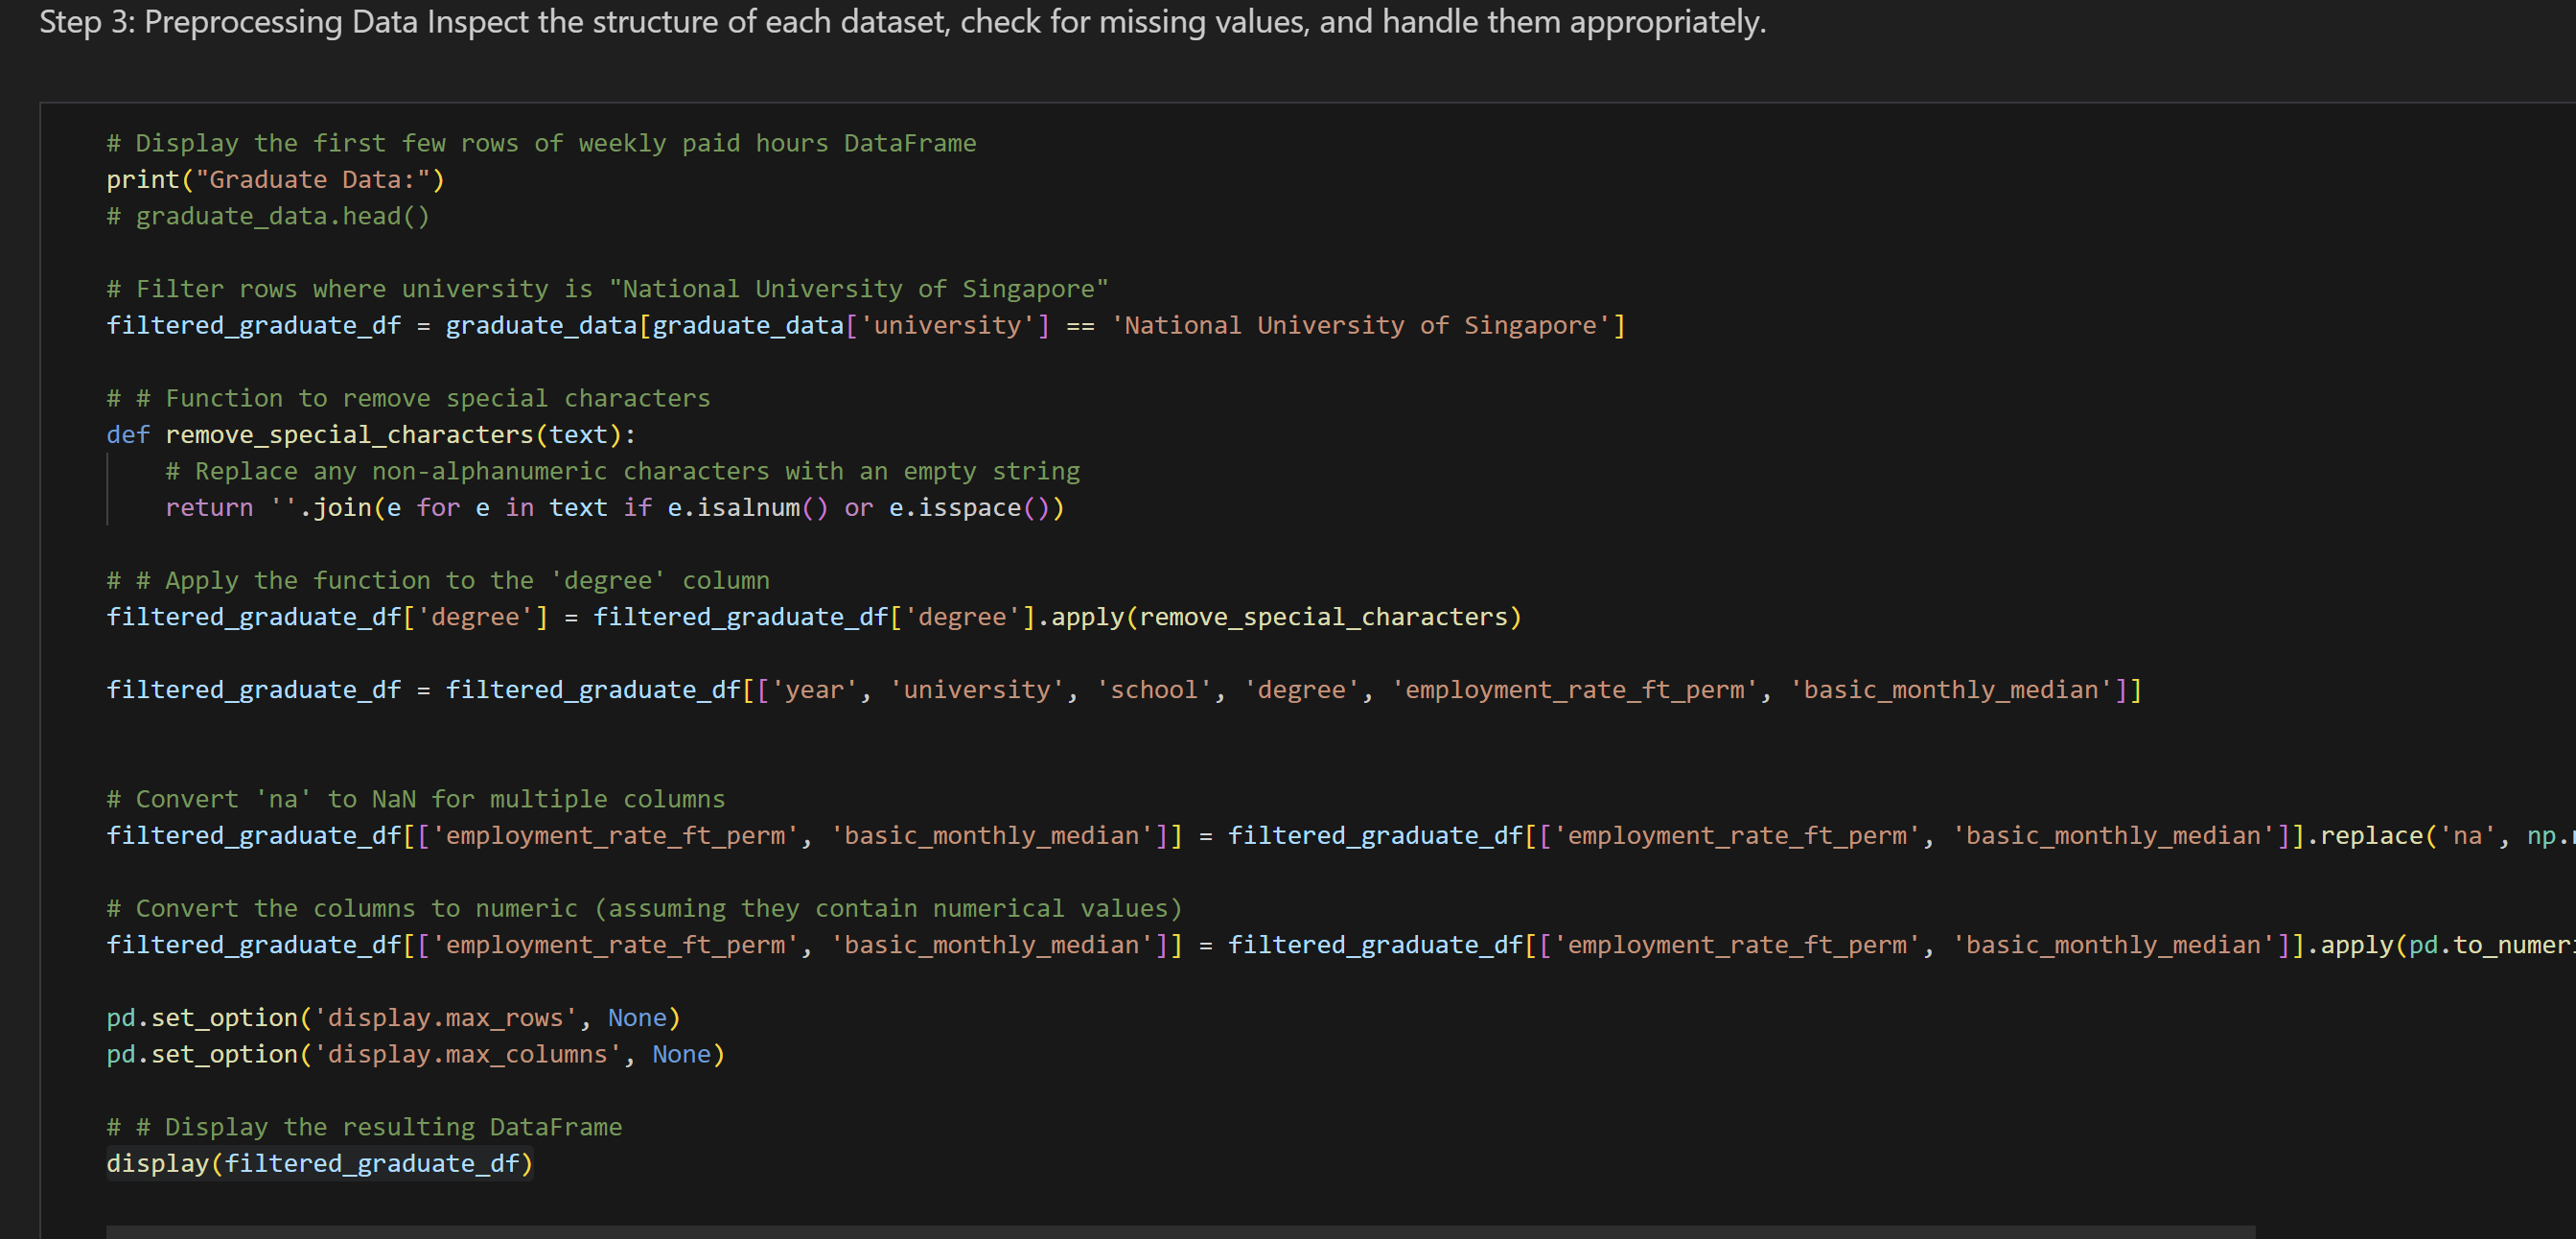 Step 3: Preprocessing Data Inspect the structure of each dataset, check for missing values, and handle them appropriately.
# Display the first few rows of weekly paid hours DataFrame
print("Graduate Data:")
# graduate_data.head()
# Filter rows where university is "National University of Singapore"
filtered_graduate_df = graduate_data[graduate_data['university'] == 'National University of Singapore']
# # Function to remove special characters
def remove_special_characters(text):
    # Replace any non-alphanumeric characters with an empty string
    return ''.join(e for e in text if e.isalnum() or e.isspace())
# # Apply the function to the 'degree' column
filtered_graduate_df['degree'] = filtered_graduate_df['degree'].apply(remove_special_characters)
filtered_graduate_df = filtered_graduate_df[['year', 'university', 'school', 'degree', 'employment_rate_ft_perm', 'basic_monthly_median']]
# Convert 'na' to NaN for multiple columns
filtered_graduate_df[['employment_rate_ft_perm', 'basic_monthly_median']] = filtered_graduate_df[['employment_rate_ft_perm', 'basic_monthly_median']].replace('na', np.
# Convert the columns to numeric (assuming they contain numerical values)
filtered_graduate_df[['employment_rate_ft_perm', 'basic_monthly_median']] = filtered_graduate_df[['employment_rate_ft_perm', 'basic_monthly_median']].apply(pd.to_numer
pd.set_option('display.max_rows', None)
pd.set_option('display.max_columns', None)
# # Display the resulting DataFrame
display(filtered_graduate_df)